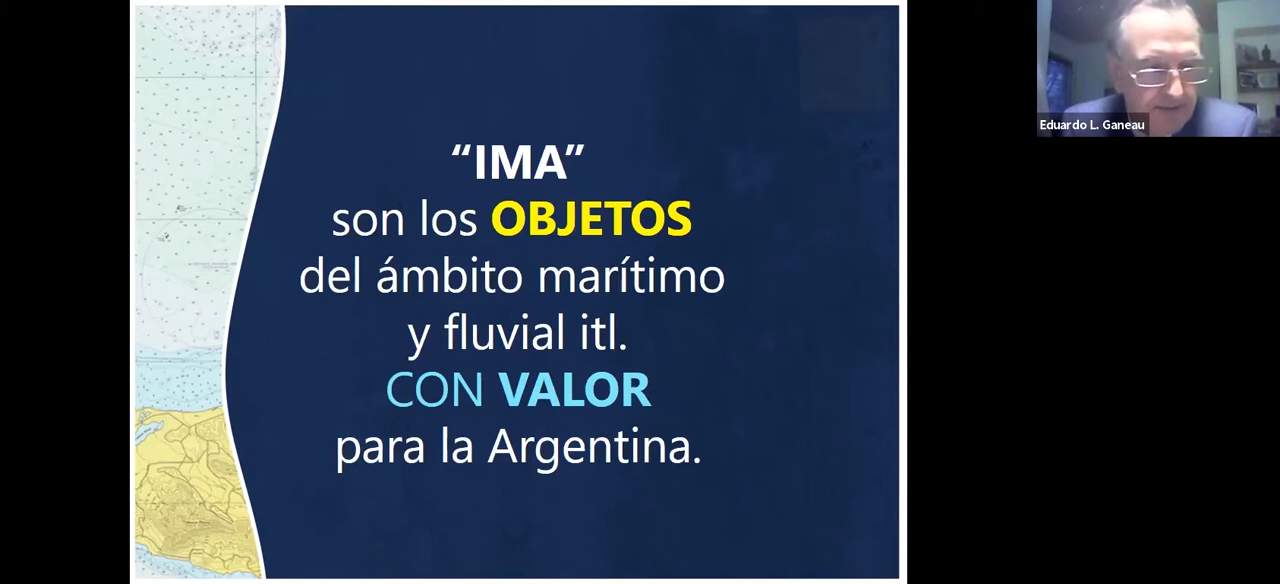 “IMA”
son los OBJETOS
del ámbito marítimo
y fluvial itl.
CON VALOR
para la Argentina.
Eduardo L. Ganeau